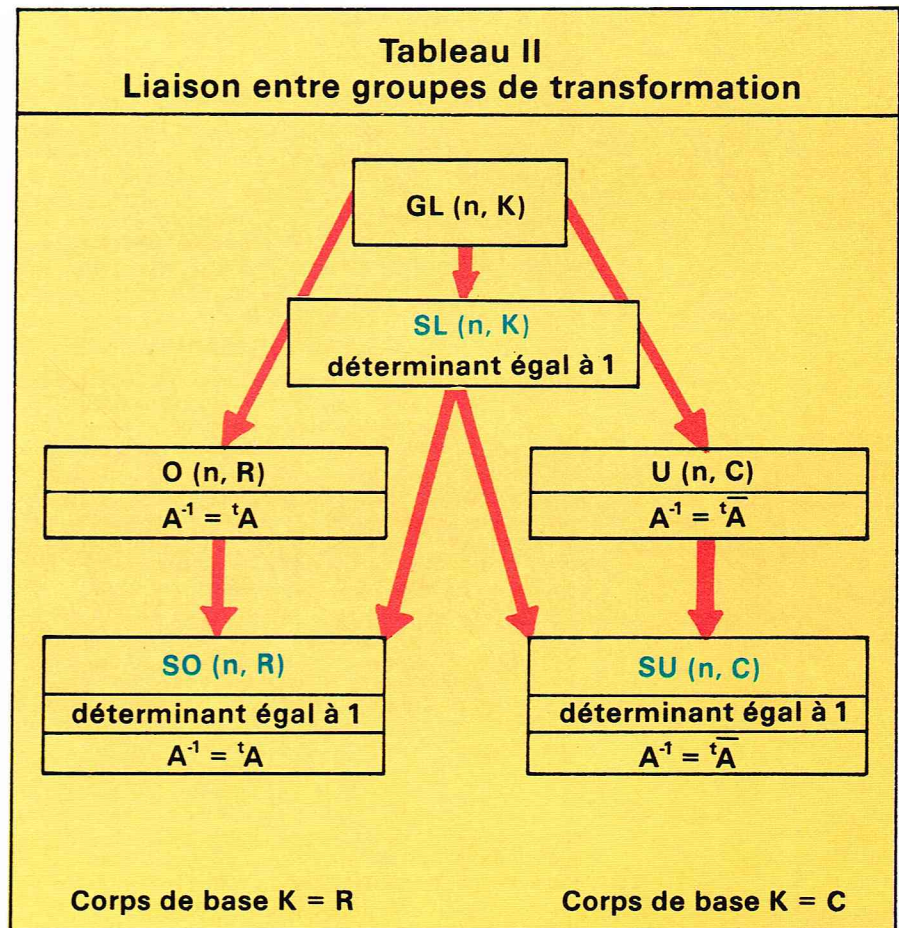 Tableau II
Liaison entre groupes de transformation
GL (n, K)
SL (n, K)
déterminant égal à 1
O (n, R)
A⁻¹ = ᵗA
U (n, C)
A⁻¹ = ᵗA̅
SO (n, R)
déterminant égal à 1
A⁻¹ = ᵗA
SU (n, C)
déterminant égal à 1
A⁻¹ = ᵗA̅
Corps de base K = R
Corps de base K = C